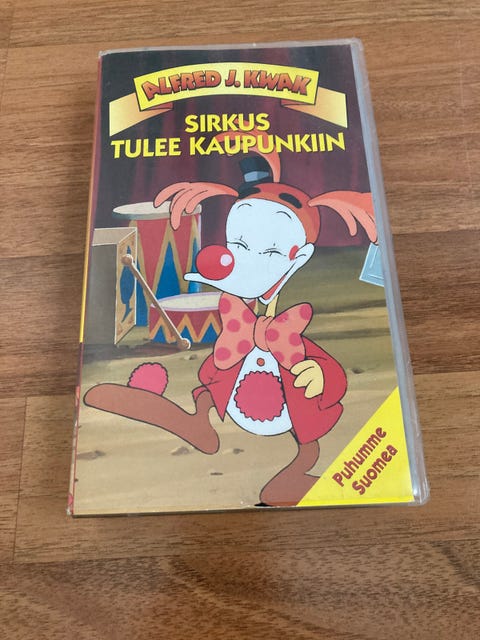 ALFRED J. KWAK
SIRKUS
TULEE KAUPUNKIIN
Puhumme
Suomea